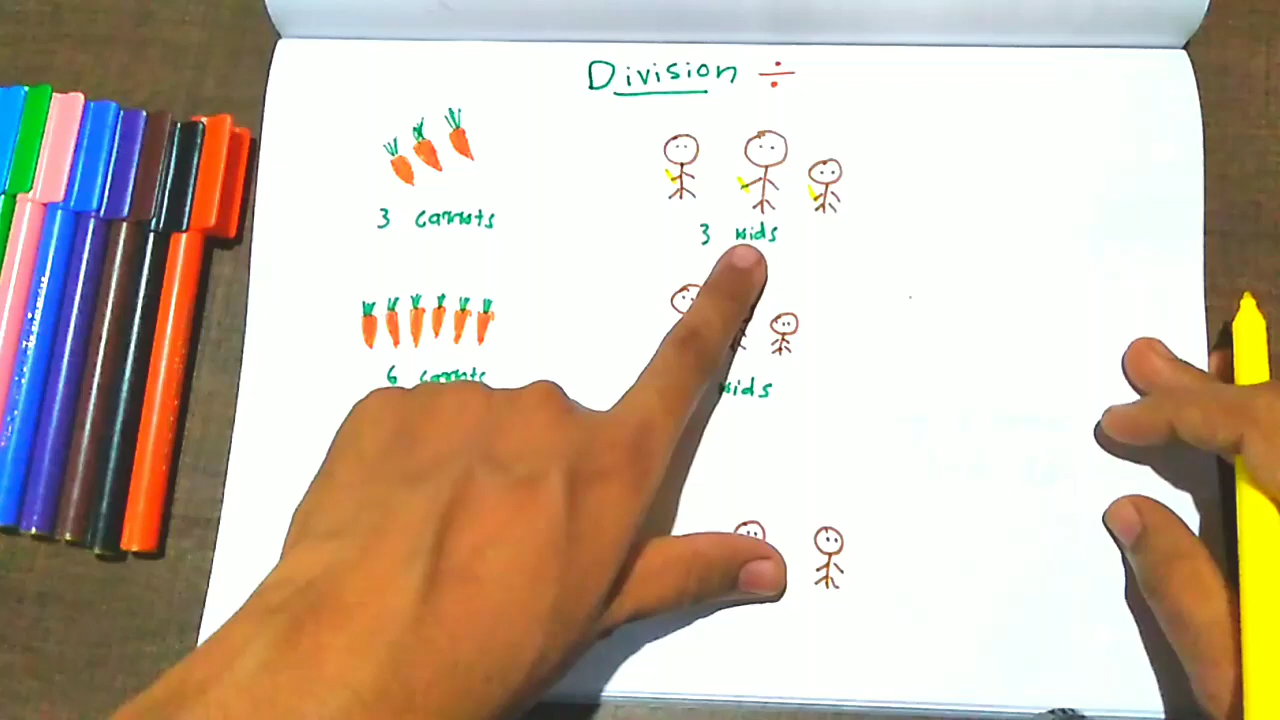 Division ÷
3 carrots
3 kids
6 carrots
kids